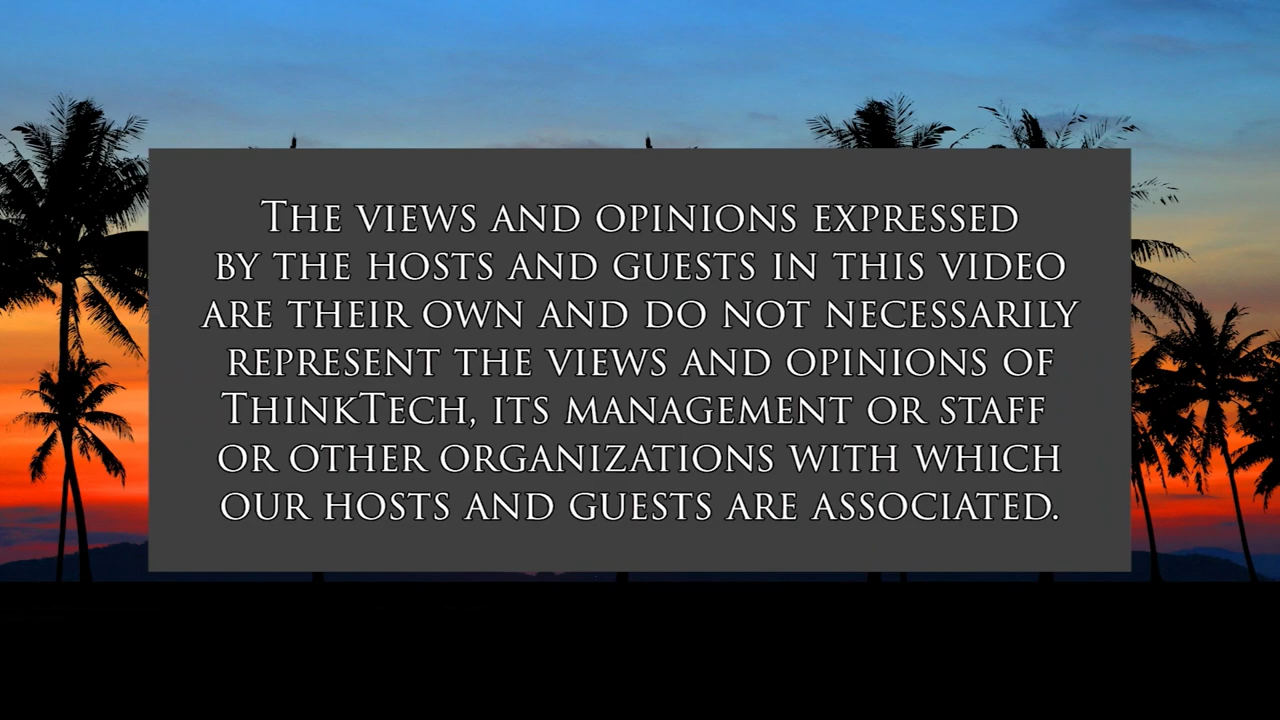 The views and opinions expressed
by the hosts and guests in this video
are their own and do not necessarily
represent the views and opinions of
ThinkTech, its management or staff
or other organizations with which
our hosts and guests are associated.